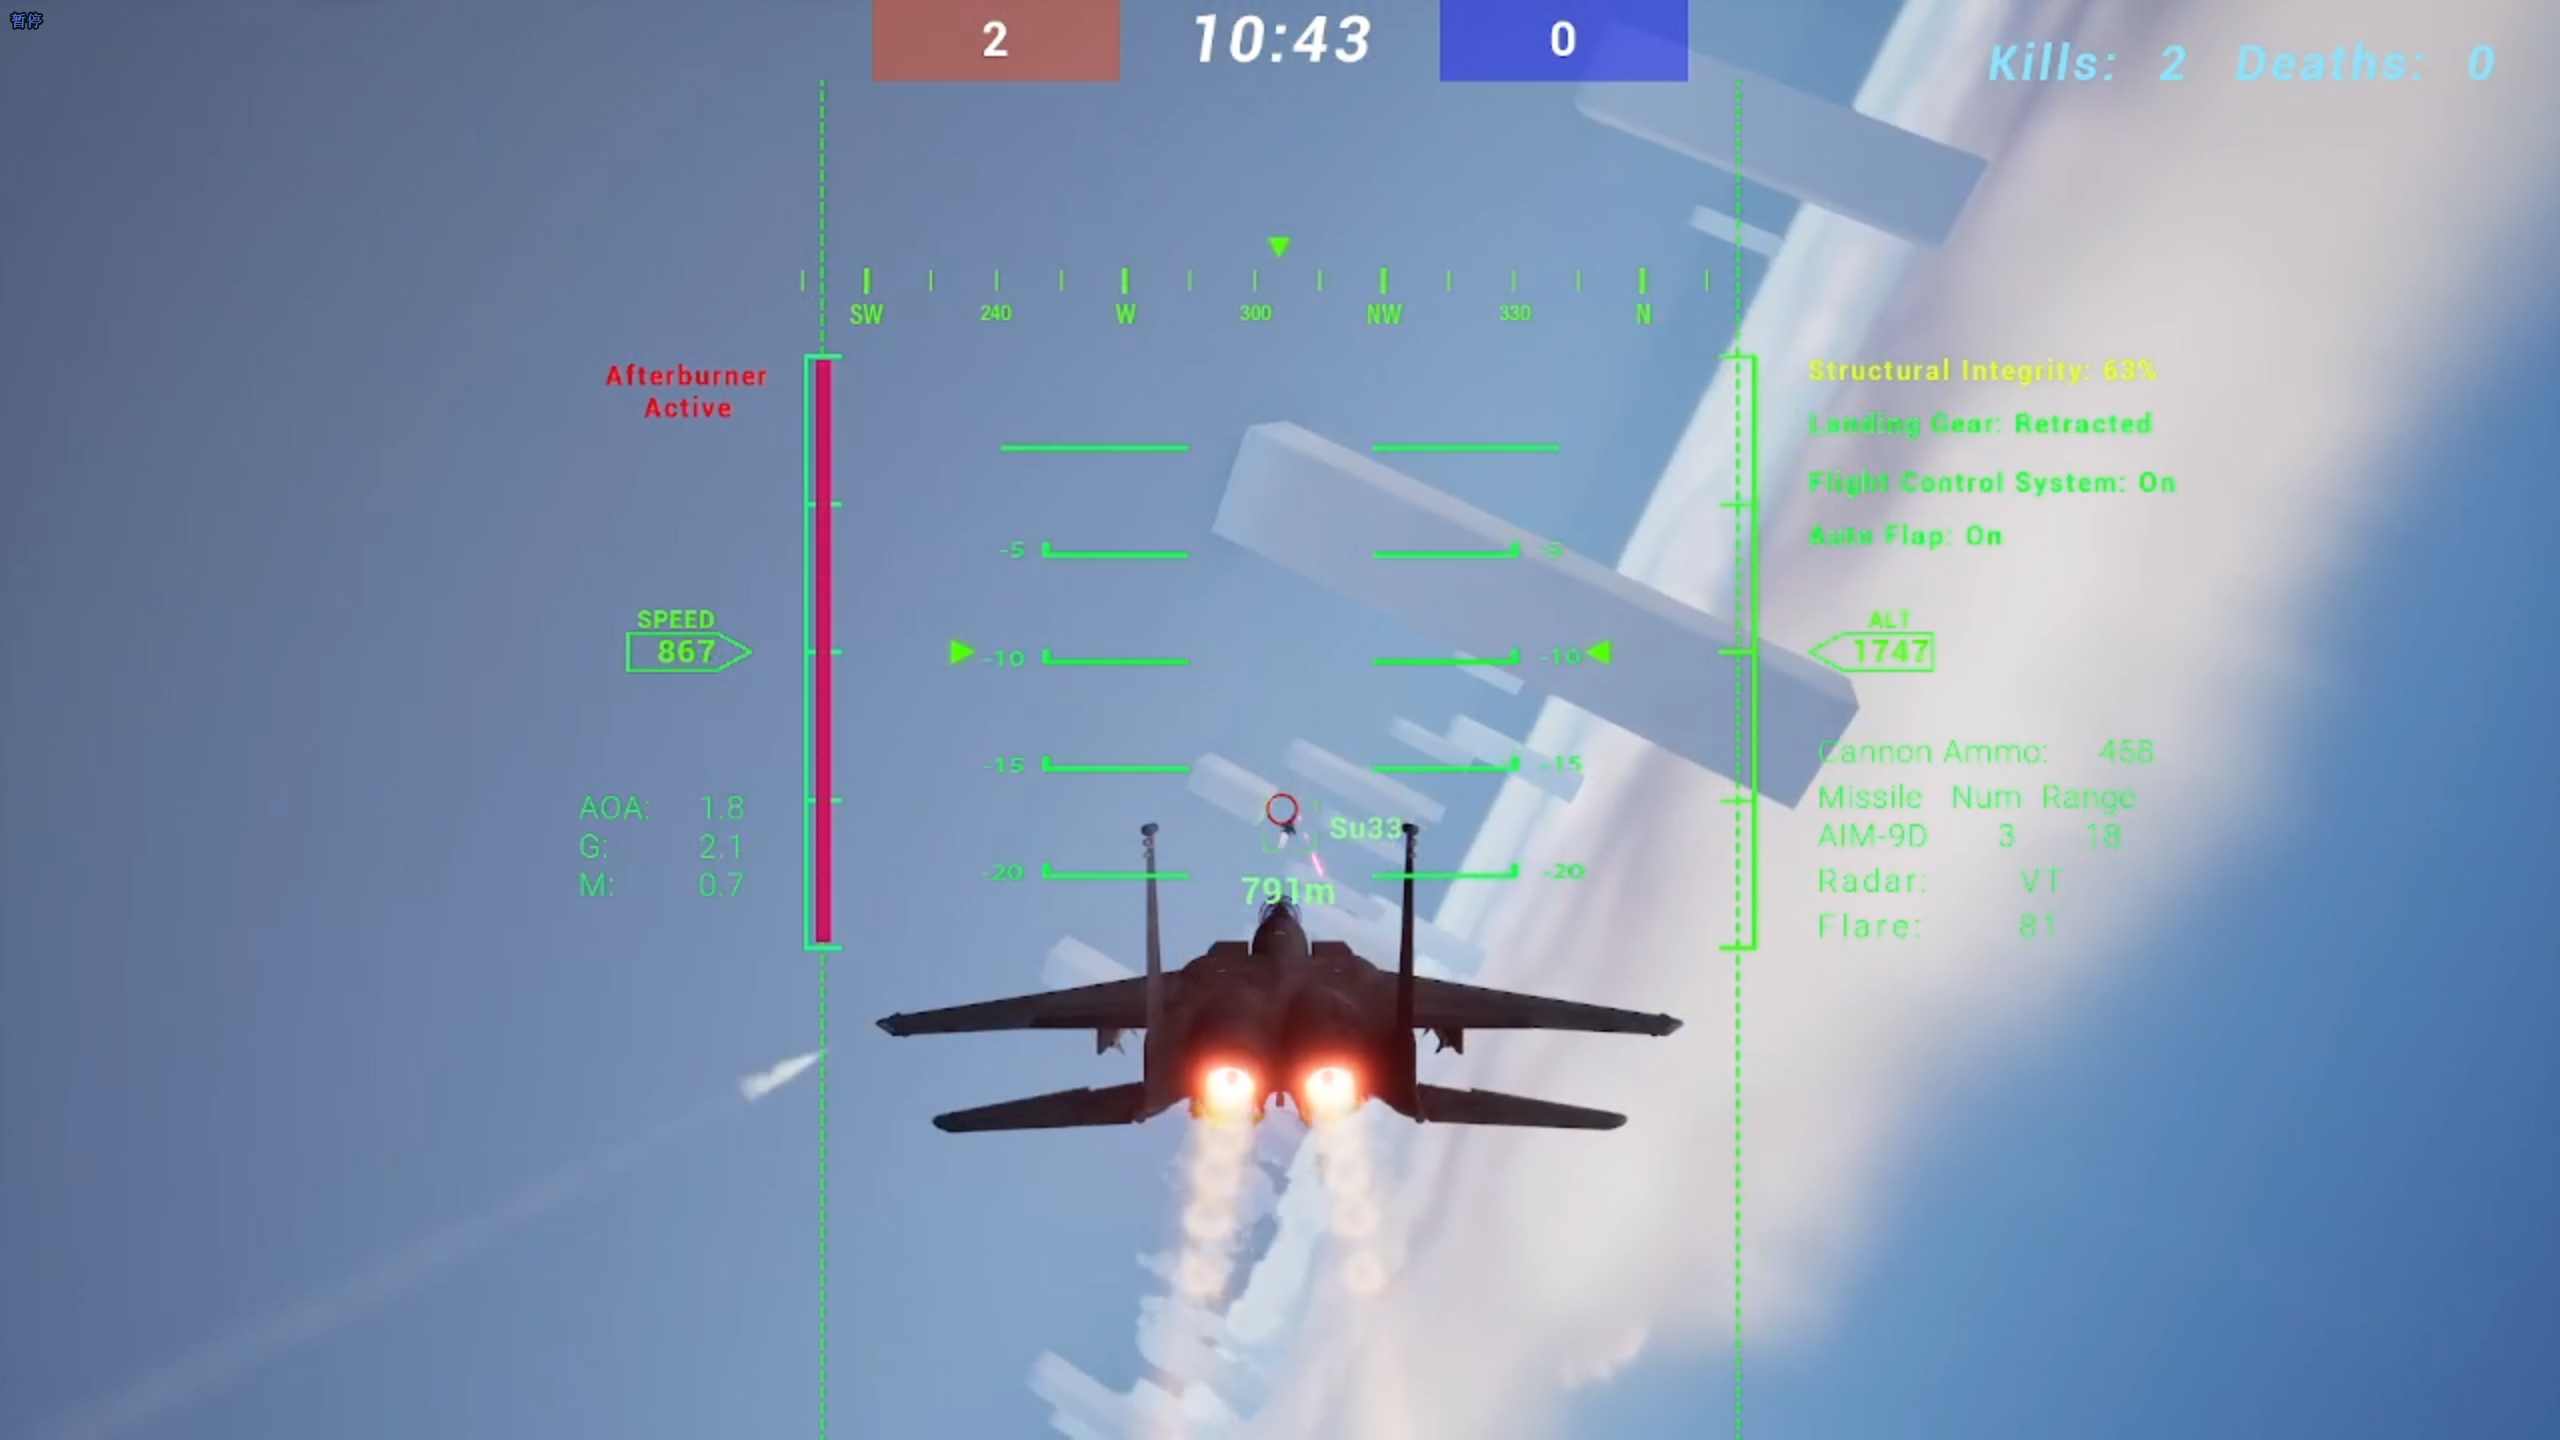 暂停
2 10:43 0
Kills: 2 Deaths: 0
SW 240 W 300 NW 330 N
Afterburner
Active
Structural Integrity: 63%
Landing Gear: Retracted
Flight Control System: On
Auto Flap: On
-5 -5
SPEED
867
-10 -10
ALT
1747
-15 -15
Cannon Ammo: 458
Missile Num Range
AIM-9D 3 18
Radar: VT
Flare: 81
AOA: 1.8
G: 2.1
M: 0.7
Su33
-20 -20
791m